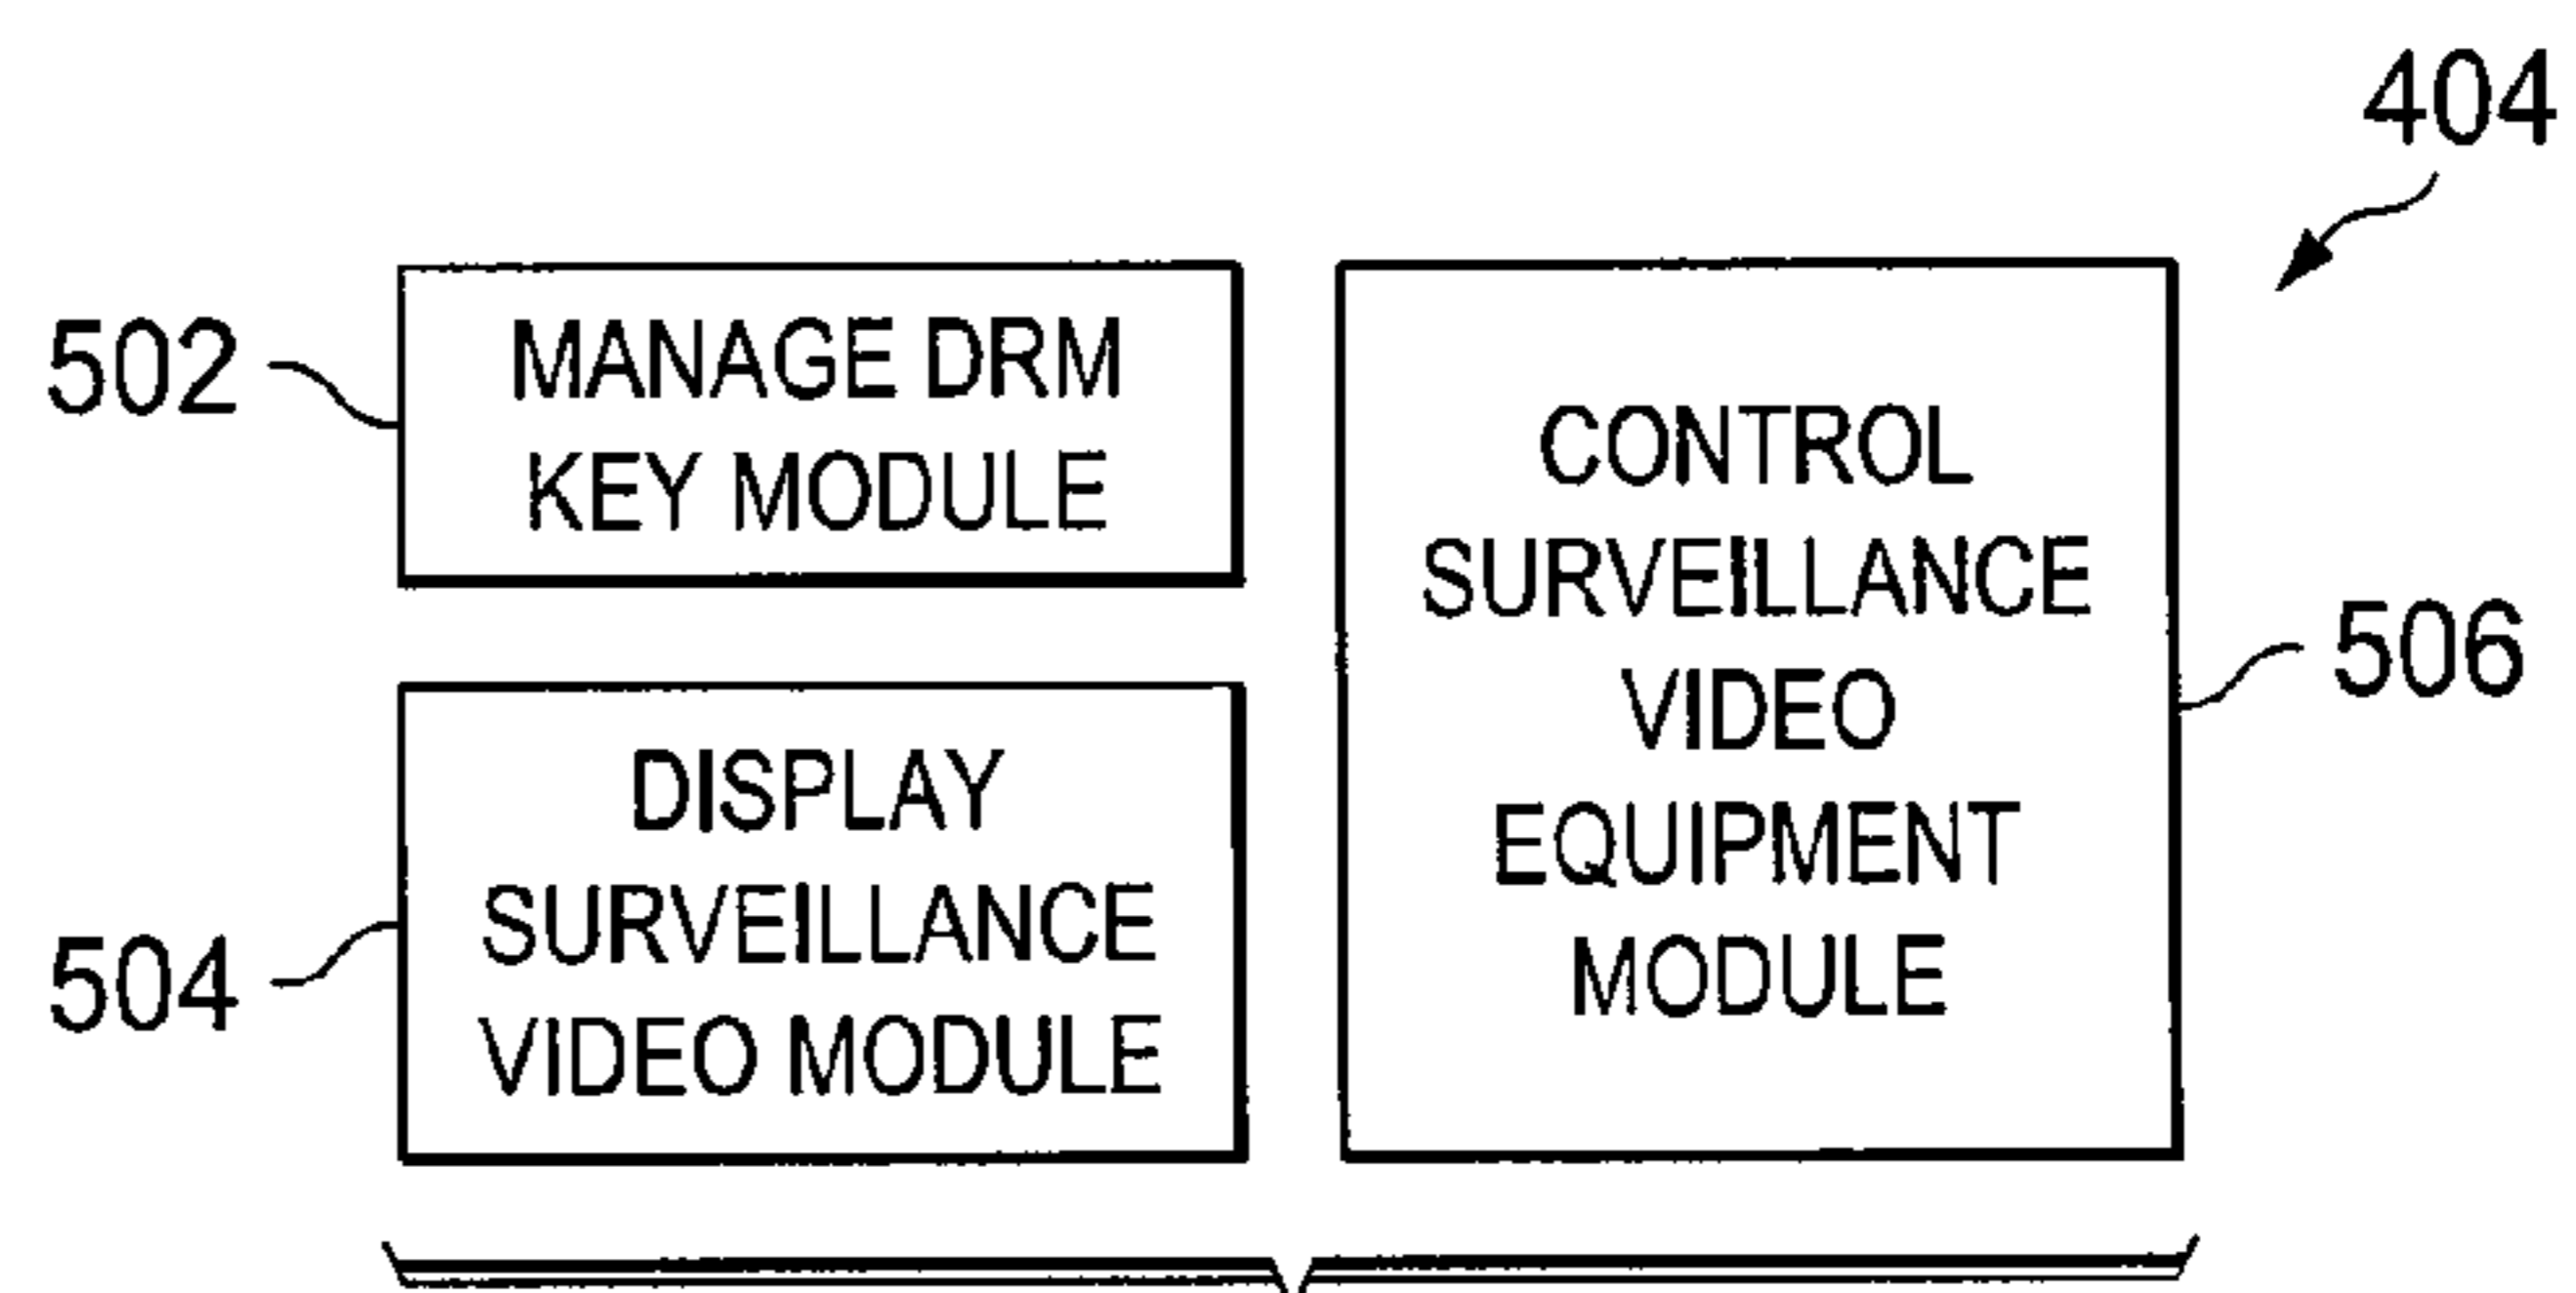 404
502
MANAGE DRM
KEY MODULE
504
DISPLAY
SURVEILLANCE
VIDEO MODULE
CONTROL
SURVEILLANCE
VIDEO
EQUIPMENT
MODULE
506